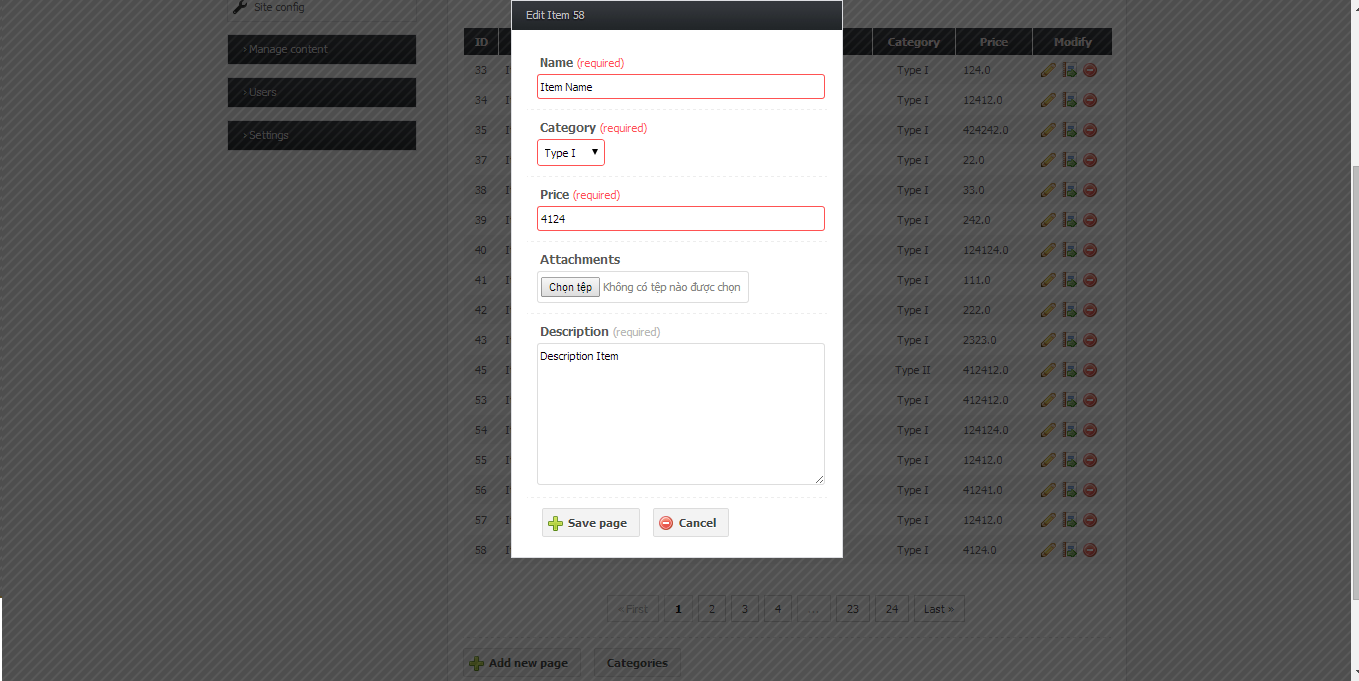 Site config
Edit Item 58
› Manage content
› Users
› Settings
ID Category Price Modify
33 Type I 124.0
34 Type I 12412.0
35 Type I 424242.0
37 Type I 22.0
38 Type I 33.0
39 Type I 242.0
40 Type I 124124.0
41 Type I 111.0
42 Type I 222.0
43 Type I 2323.0
45 Type II 412412.0
53 Type I 412412.0
54 Type I 124124.0
55 Type I 12412.0
56 Type I 41241.0
57 Type I 12412.0
58 Type I 4124.0
Name (required)
Item Name
Category (required)
Type I
Price (required)
4124
Attachments
Chọn tệp Không có tệp nào được chọn
Description (required)
Description Item
Save page Cancel
« First 1 2 3 4 ... 23 24 Last »
Add new page Categories